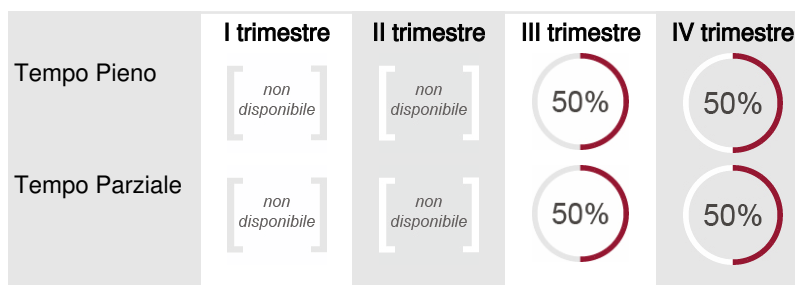 I trimestre II trimestre III trimestre IV trimestre
Tempo Pieno
non non
disponibile disponibile
50% 50%
Tempo Parziale
non non
disponibile disponibile
50% 50%